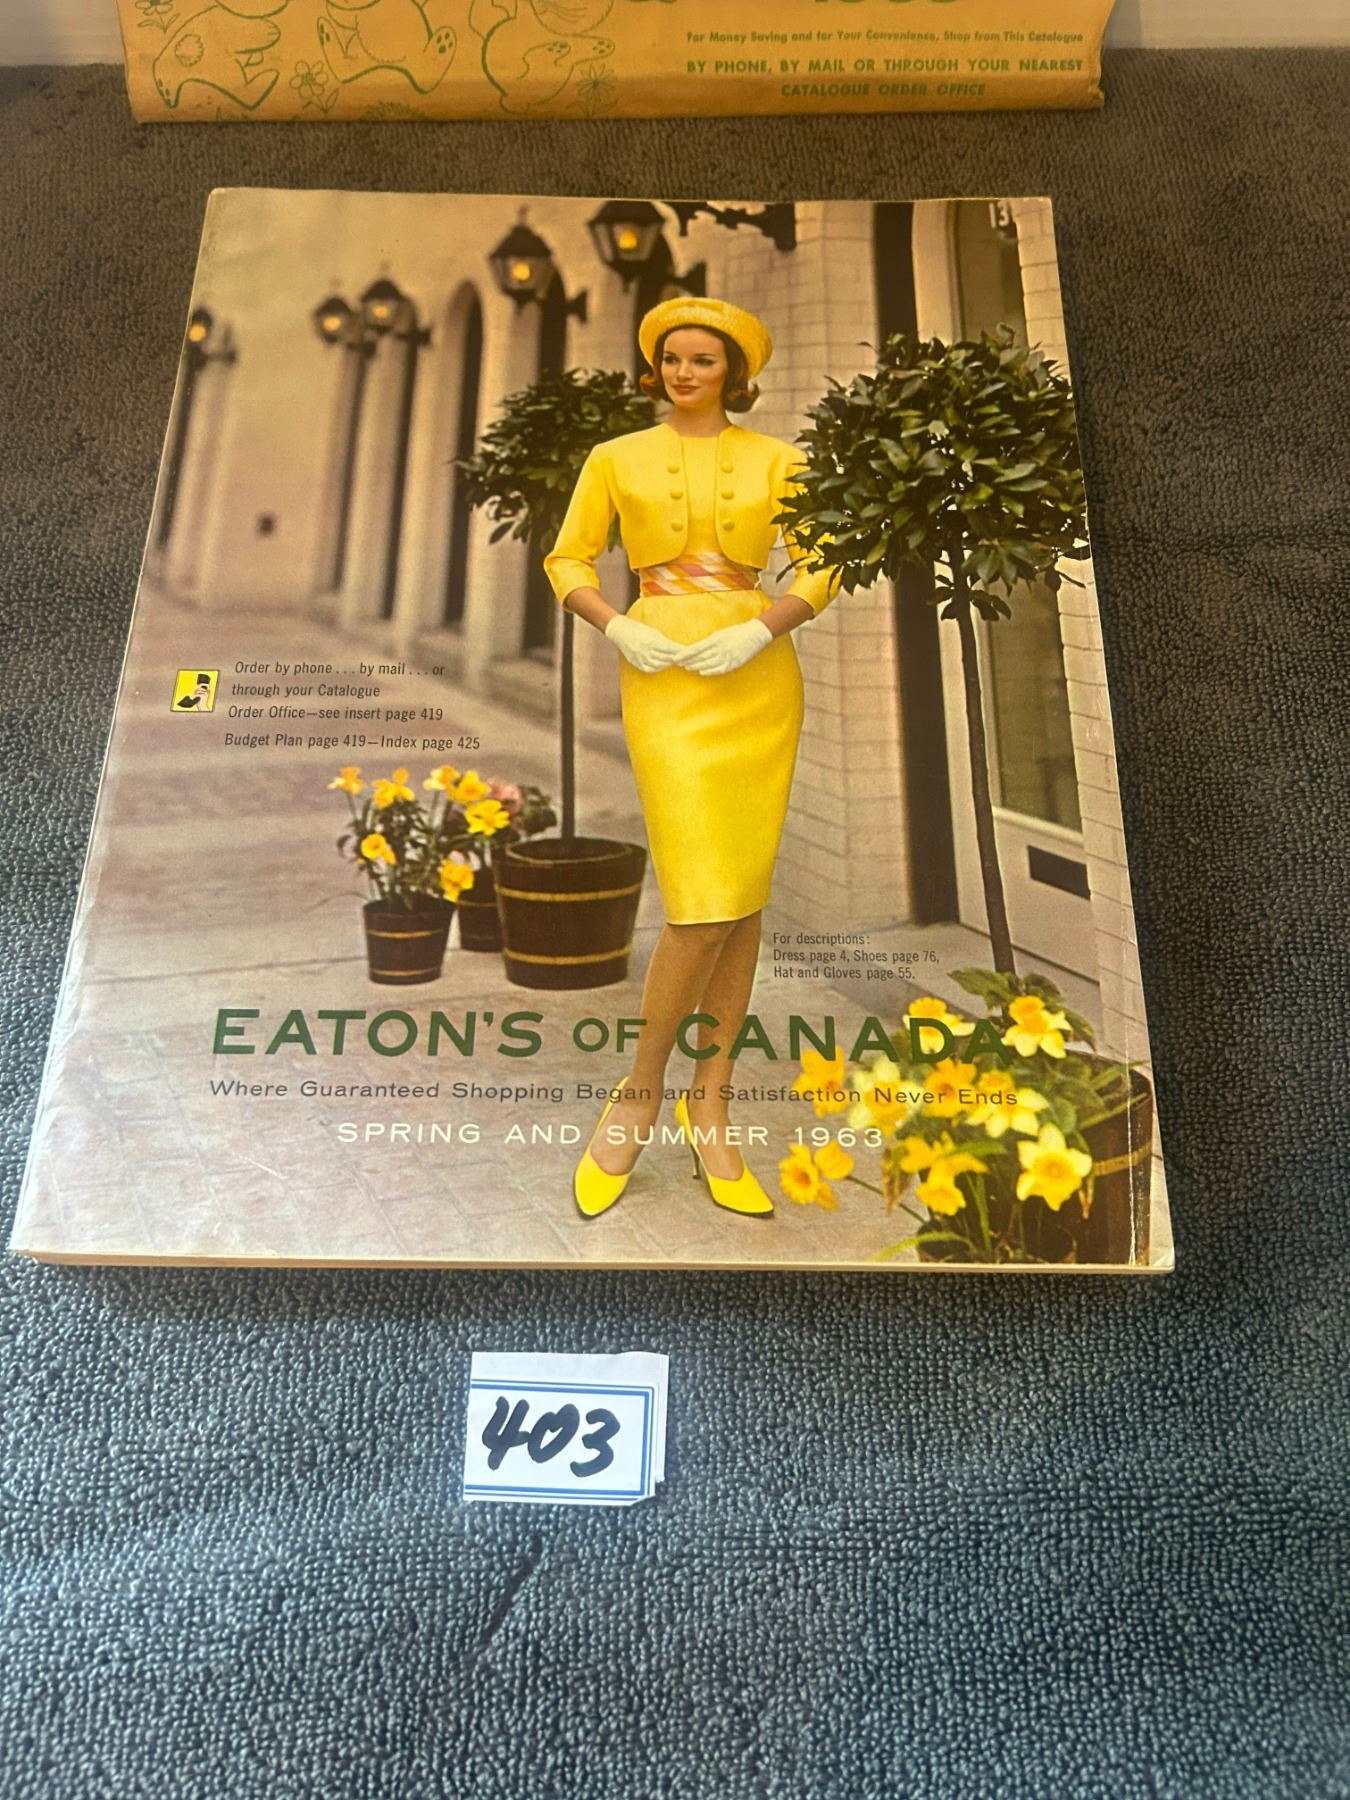 For Money Saving and for Your Convenience, Shop from This Catalogue
BY PHONE, BY MAIL OR THROUGH YOUR NEAREST
CATALOGUE ORDER OFFICE
13
Order by phone . . . by mail . . . or
through your Catalogue
Order Office—see insert page 419
Budget Plan page 419—Index page 425
For descriptions:
Dress page 4, Shoes page 76,
Hat and Gloves page 55.
EATON'S OF CANADA
Where Guaranteed Shopping Began and Satisfaction Never Ends
SPRING AND SUMMER 1963
403